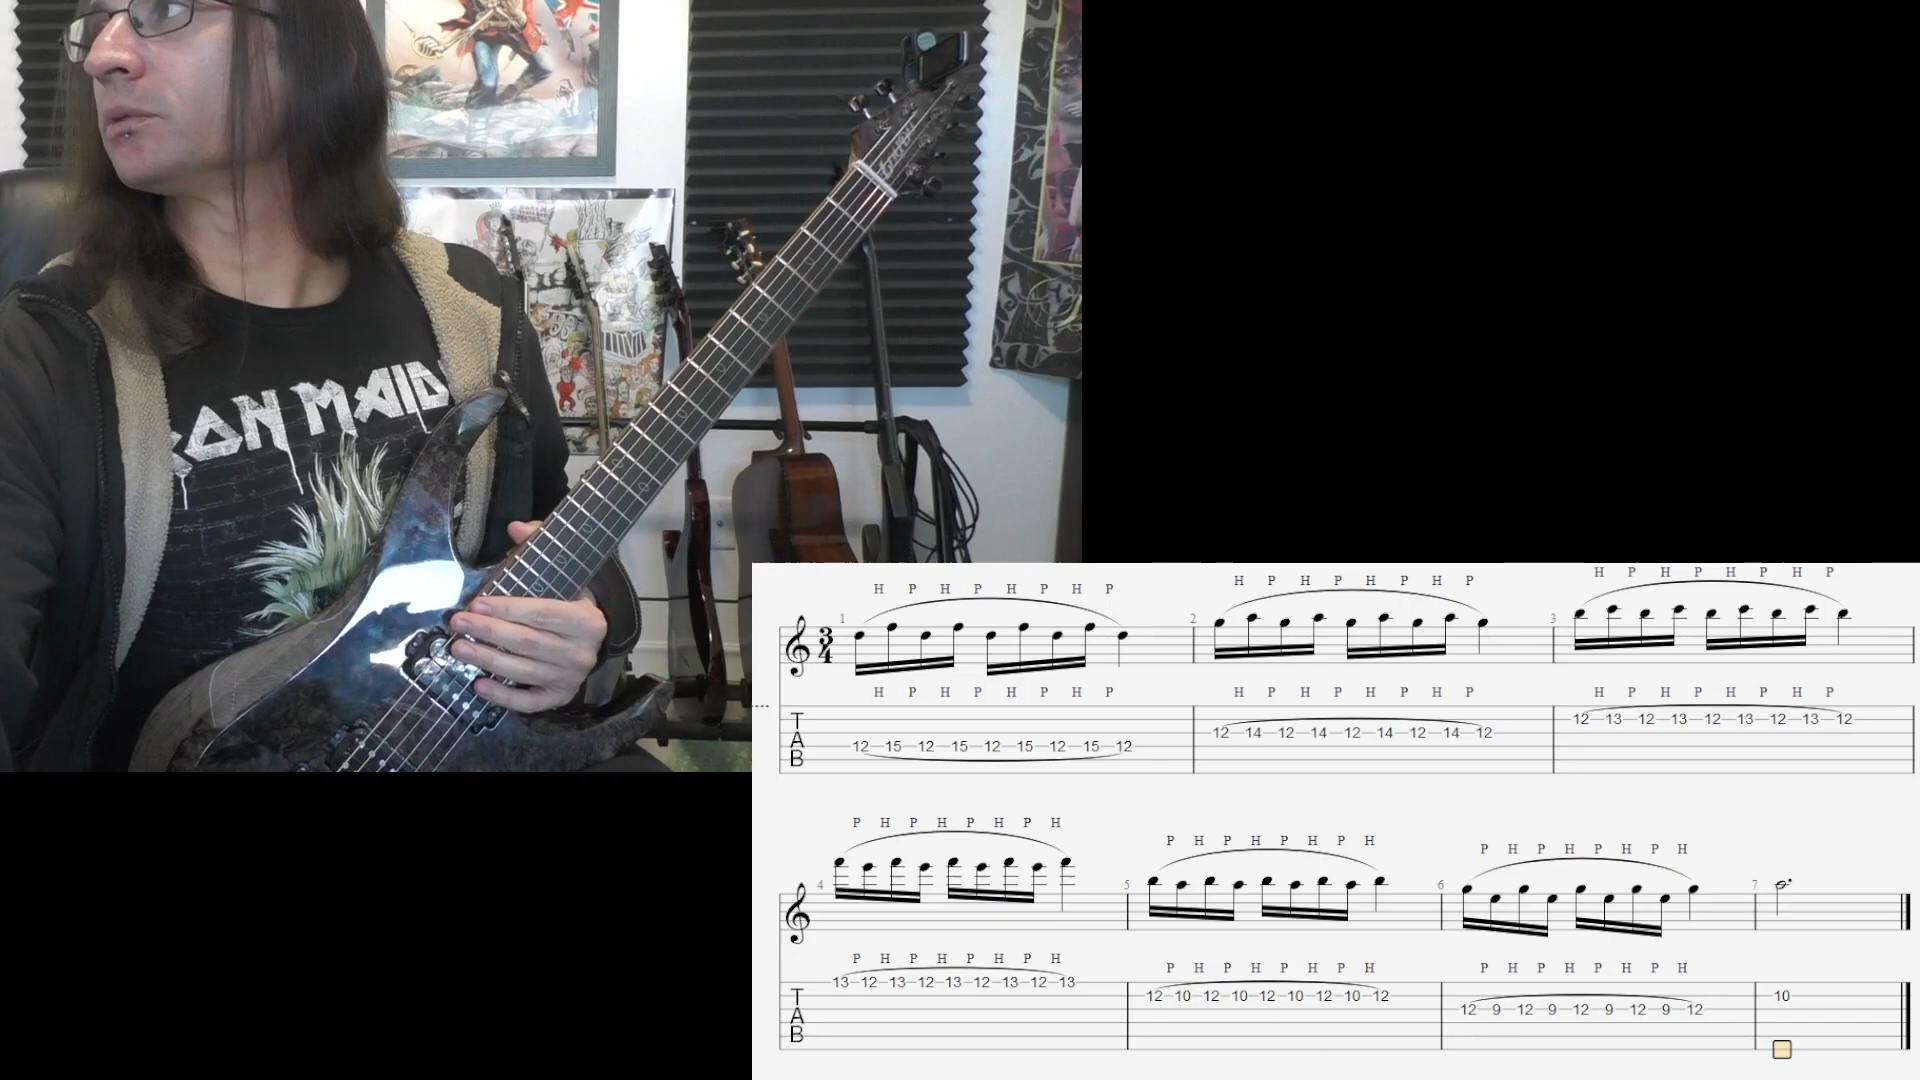 IRON MAID
H P H P H P H P
H P H P H P H P
H P H P H P H P
1
2
3
3
4
H P H P H P H P
H P H P H P H P
H P H P H P H P
TAB
12 15 12 15 12 15 12 15 12
12 14 12 14 12 14 12 14 12
12 13 12 13 12 13 12 13 12
P H P H P H P H
P H P H P H P H
P H P H P H P H
4
5
6
7
P H P H P H P H
P H P H P H P H
P H P H P H P H
TAB
13 12 13 12 13 12 13 12 13
12 10 12 10 12 10 12 10 12
12 9 12 9 12 9 12 9 12
10